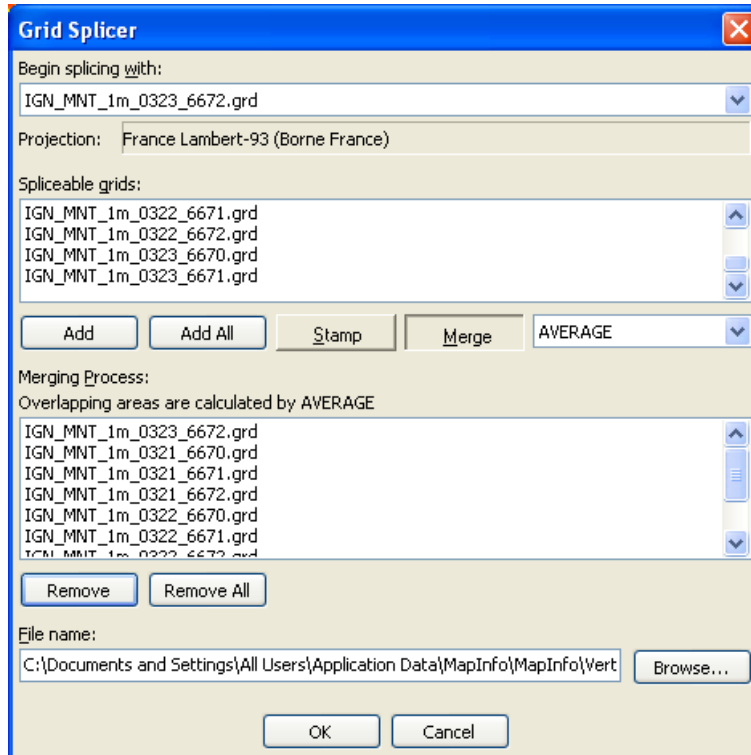 Grid Splicer
Begin splicing with:
IGN_MNT_1m_0323_6672.grd
Projection: France Lambert-93 (Borne France)
Spliceable grids:
IGN_MNT_1m_0322_6671.grd
IGN_MNT_1m_0322_6672.grd
IGN_MNT_1m_0323_6670.grd
IGN_MNT_1m_0323_6671.grd
Add Add All Stamp Merge AVERAGE
Merging Process:
Overlapping areas are calculated by AVERAGE
IGN_MNT_1m_0323_6672.grd
IGN_MNT_1m_0321_6670.grd
IGN_MNT_1m_0321_6671.grd
IGN_MNT_1m_0321_6672.grd
IGN_MNT_1m_0322_6670.grd
IGN_MNT_1m_0322_6671.grd
IGN_MNT_1m_0322_6672.grd
Remove Remove All
File name:
C:\Documents and Settings\All Users\Application Data\MapInfo\MapInfo\Vert Browse...
OK Cancel